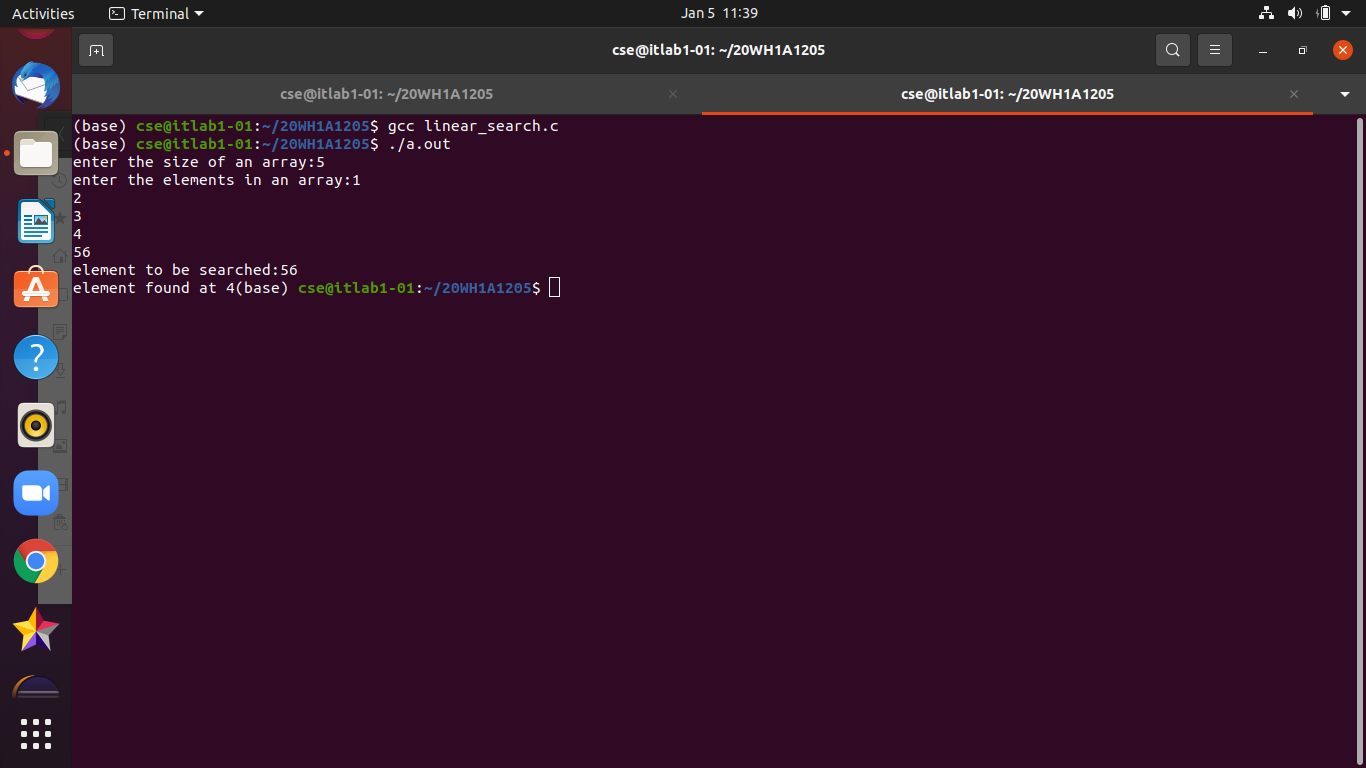 Activities Terminal Jan 5 11:39
cse@itlab1-01: ~/20WH1A1205
cse@itlab1-01: ~/20WH1A1205 cse@itlab1-01: ~/20WH1A1205
(base) cse@itlab1-01:~/20WH1A1205$ gcc linear_search.c
(base) cse@itlab1-01:~/20WH1A1205$ ./a.out
enter the size of an array:5
enter the elements in an array:1
2
3
4
56
element to be searched:56
element found at 4(base) cse@itlab1-01:~/20WH1A1205$